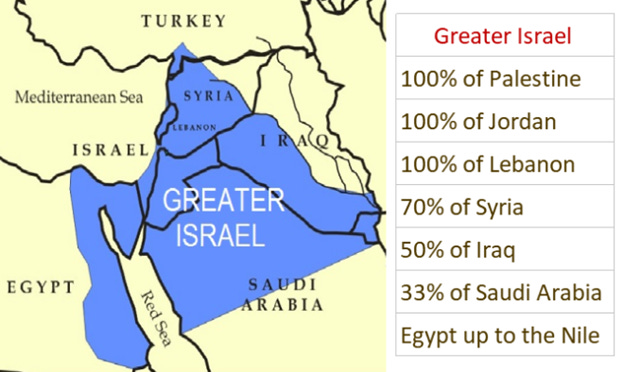 TURKEY
Mediterranean Sea
SYRIA
LEBANON
ISRAEL
IRAQ
GREATER
ISRAEL
EGYPT
Red Sea
SAUDI
ARABIA
Greater Israel
100% of Palestine
100% of Jordan
100% of Lebanon
70% of Syria
50% of Iraq
33% of Saudi Arabia
Egypt up to the Nile